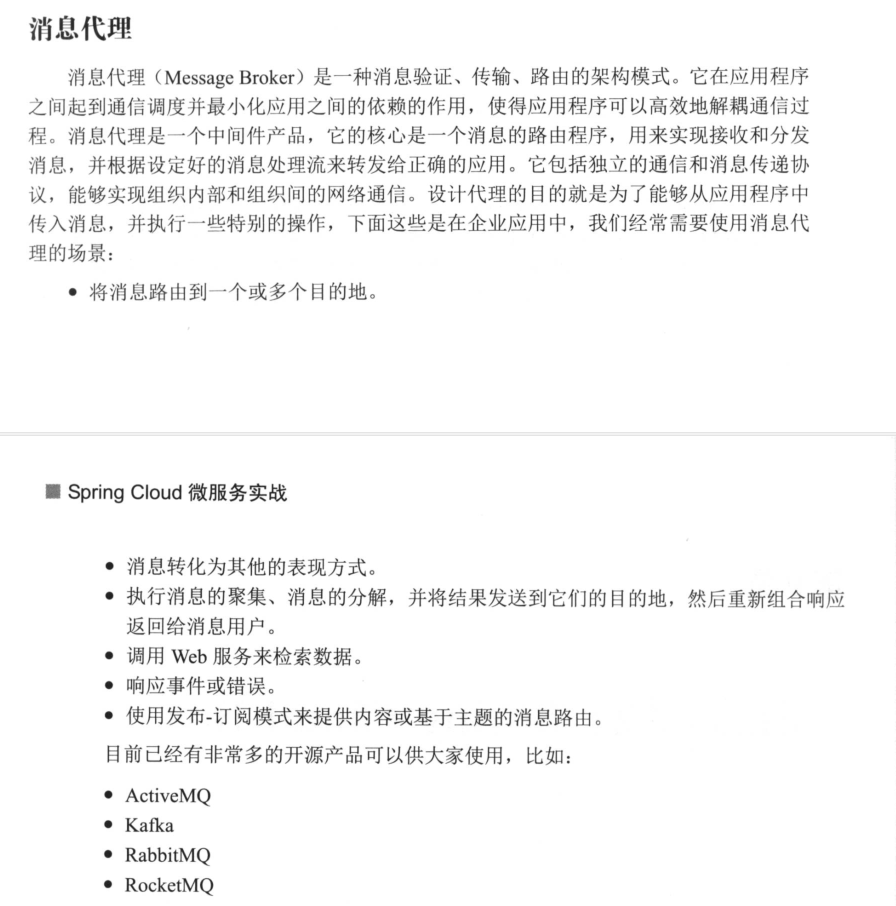 消息代理
消息代理（Message Broker）是一种消息验证、传输、路由的架构模式。它在应用程序
之间起到通信调度并最小化应用之间的依赖的作用，使得应用程序可以高效地解耦通信过
程。消息代理是一个中间件产品，它的核心是一个消息的路由程序，用来实现接收和分发
消息，并根据设定好的消息处理流来转发给正确的应用。它包括独立的通信和消息传递协
议，能够实现组织内部和组织间的网络通信。设计代理的目的就是为了能够从应用程序中
传入消息，并执行一些特别的操作，下面这些是在企业应用中，我们经常需要使用消息代
理的场景：
• 将消息路由到一个或多个目的地。
■ Spring Cloud 微服务实战
• 消息转化为其他的表现方式。
• 执行消息的聚集、消息的分解，并将结果发送到它们的目的地，然后重新组合响应
返回给消息用户。
• 调用 Web 服务来检索数据。
• 响应事件或错误。
• 使用发布-订阅模式来提供内容或基于主题的消息路由。
目前已经有非常多的开源产品可以供大家使用，比如：
• ActiveMQ
• Kafka
• RabbitMQ
• RocketMQ